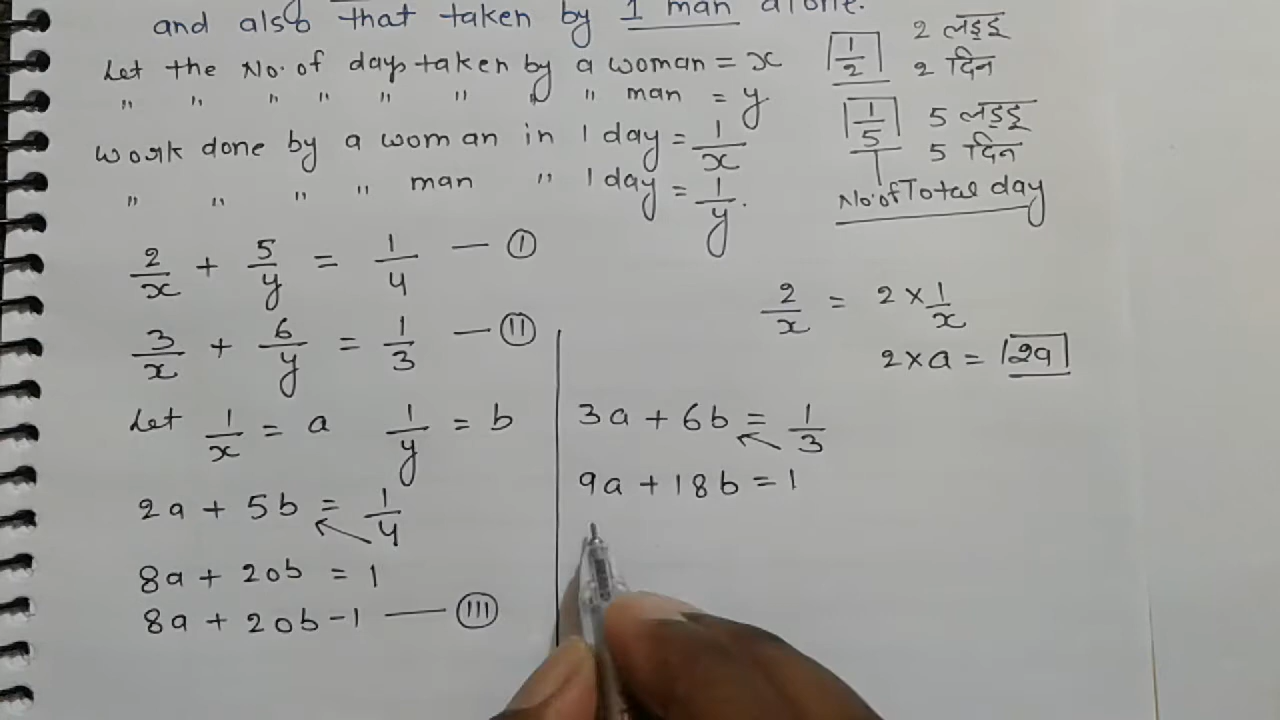 and also that taken by 1 man alone.
Let the No. of days taken by a woman = x
" " " " " " " " man = y
work done by a woman in 1 day = 1/x
" " " " man " 1 day = 1/y.
1/2 2 लड्डू
2 दिन
1/5 5 लड्डू
5 दिन
No. of Total day
2/x + 5/y = 1/4 — I
3/x + 6/y = 1/3 — II
Let 1/x = a 1/y = b
2a + 5b = 1/4
8a + 20b = 1
8a + 20b - 1 — III
2/x = 2 × 1/x
2 × a = 2a
3a + 6b = 1/3
9a + 18b = 1